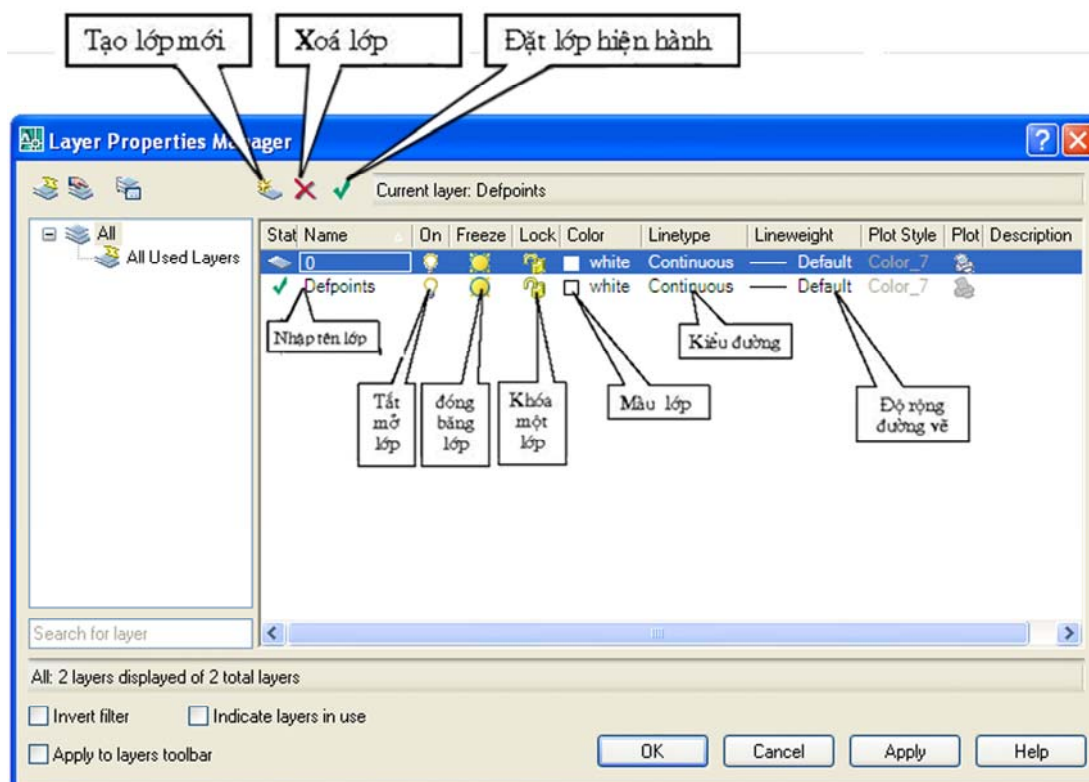 Tạo lớp mới
Xoá lớp
Đặt lớp hiện hành
Layer Properties Manager
Current layer: Defpoints
All
All Used Layers
Stat Name On Freeze Lock Color Linetype Lineweight Plot Style Plot Description
0 white Continuous Default Color_7
Defpoints white Continuous Default Color_7
Nhập tên lớp
Kiểu đường
Tắt
mở
lớp
đóng
băng
lớp
Khóa
một
lớp
Màu lớp
Độ rộng
đường vẽ
Search for layer
All: 2 layers displayed of 2 total layers
Invert filter
Indicate layers in use
Apply to layers toolbar
OK
Cancel
Apply
Help